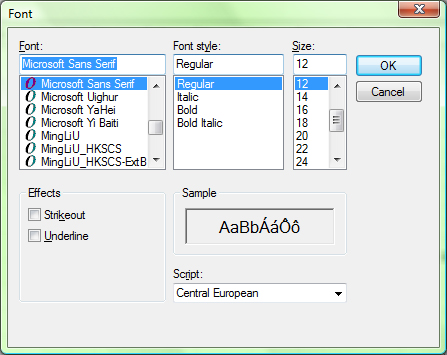 Font
Font:
Microsoft Sans Serif
Microsoft Sans Serif
Microsoft Uighur
Microsoft YaHei
Microsoft Yi Baiti
MingLiU
MingLiU_HKSCS
MingLiU_HKSCS-ExtB
Font style:
Regular
Regular
Italic
Bold
Bold Italic
Size:
12
12
14
16
18
20
22
24
OK
Cancel
Effects
Strikeout
Underline
Sample
AaBbÁáÔô
Script:
Central European